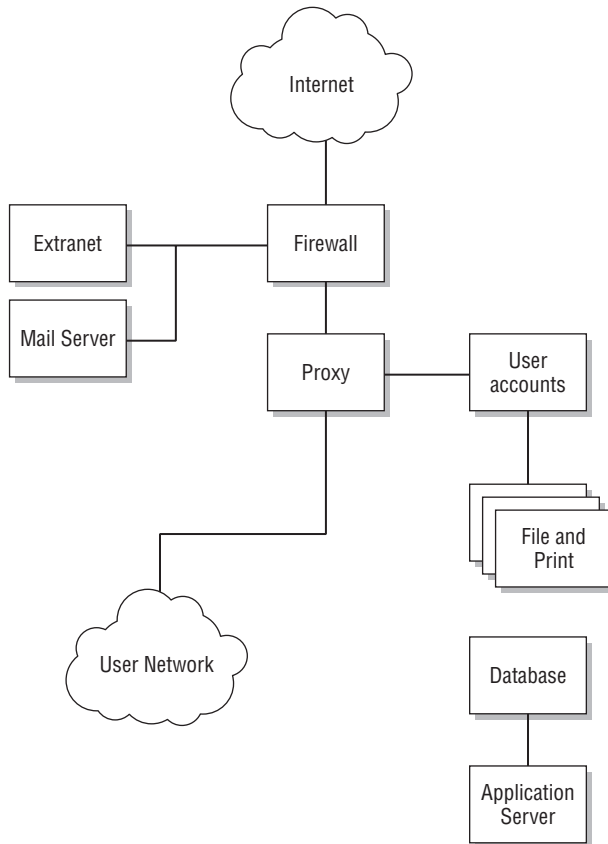 Internet
Extranet
Firewall
Mail Server
Proxy
User
accounts
File and
Print
User Network
Database
Application
Server